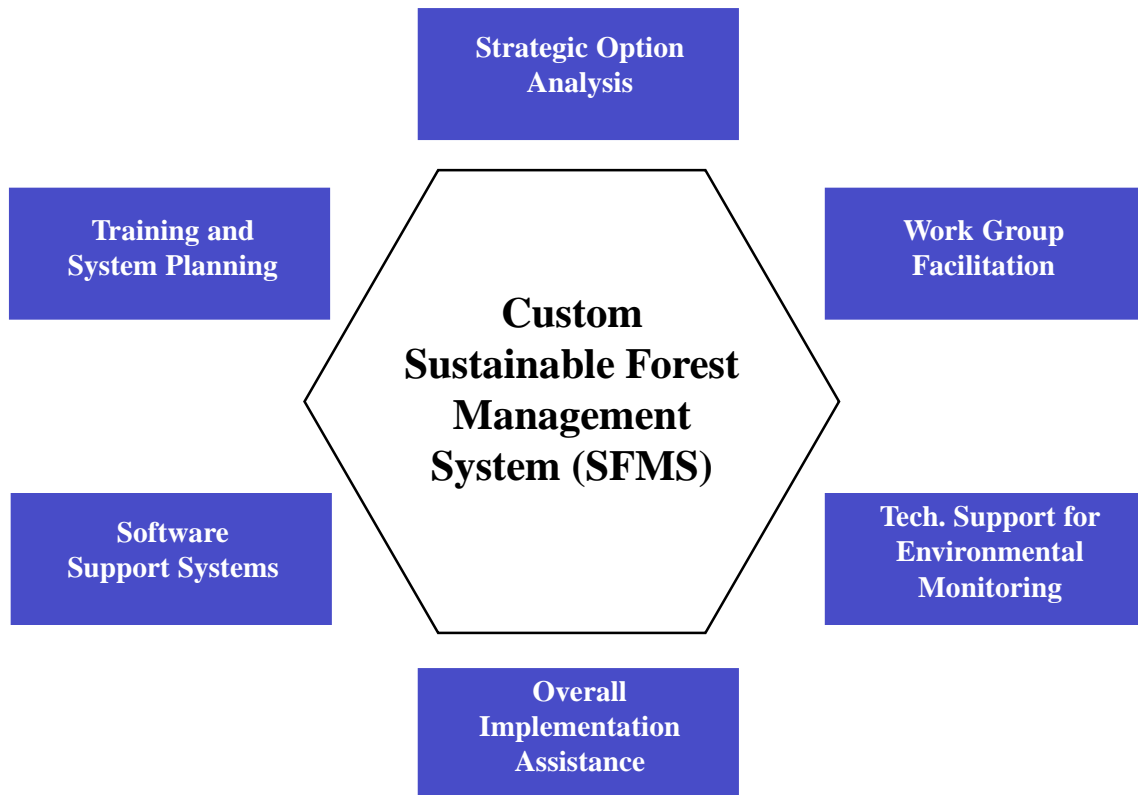 Strategic Option
Analysis
Training and
System Planning
Work Group
Facilitation
Custom
Sustainable Forest
Management
System (SFMS)
Software
Support Systems
Tech. Support for
Environmental
Monitoring
Overall
Implementation
Assistance